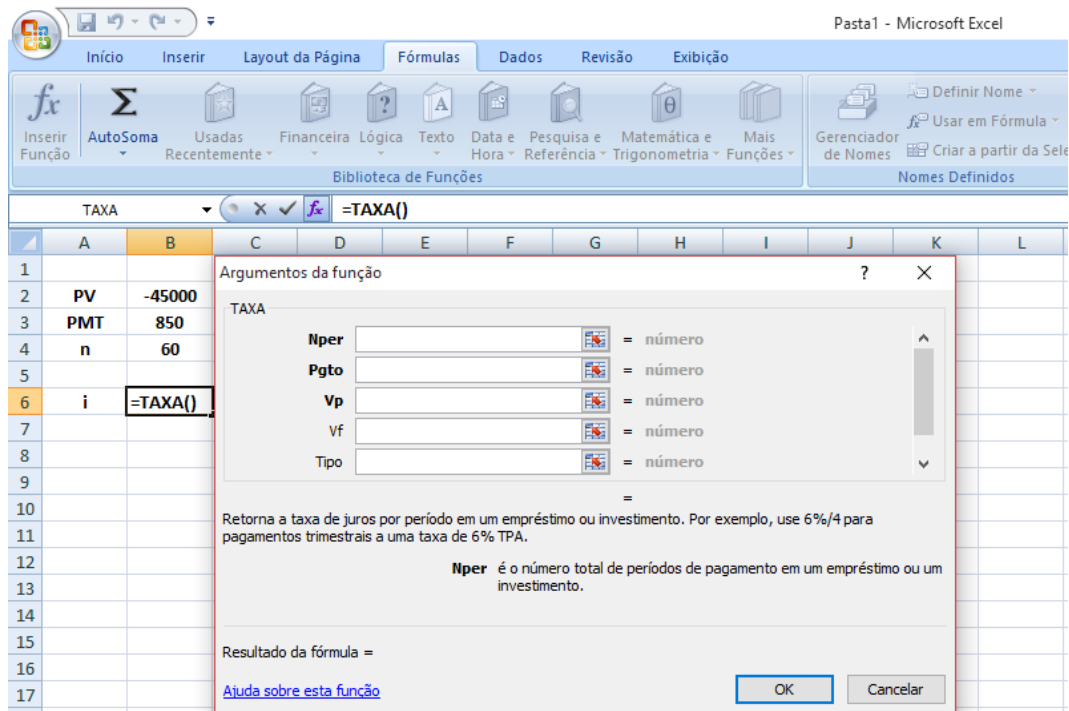 Pasta1 - Microsoft Excel
Início Inserir Layout da Página Fórmulas Dados Revisão Exibição
fx Σ ? A θ
Inserir Função
AutoSoma
Usadas Recentemente
Financeira
Lógica
Texto
Data e Hora
Pesquisa e Referência
Matemática e Trigonometria
Mais Funções
Gerenciador de Nomes
Definir Nome
fx Usar em Fórmula
Criar a partir da Sele
Biblioteca de Funções
Nomes Definidos
TAXA fx =TAXA()
A B C D E F G H I J K L
1
2 PV -45000
3 PMT 850
4 n 60
5
6 i =TAXA()
7
8
9
10
11
12
13
14
15
16
17
Argumentos da função ?
TAXA
Nper = número
Pgto = número
Vp = número
Vf = número
Tipo = número
=
Retorna a taxa de juros por período em um empréstimo ou investimento. Por exemplo, use 6%/4 para
pagamentos trimestrais a uma taxa de 6% TPA.
Nper é o número total de períodos de pagamento em um empréstimo ou um
investimento.
Resultado da fórmula =
Ajuda sobre esta função
OK Cancelar